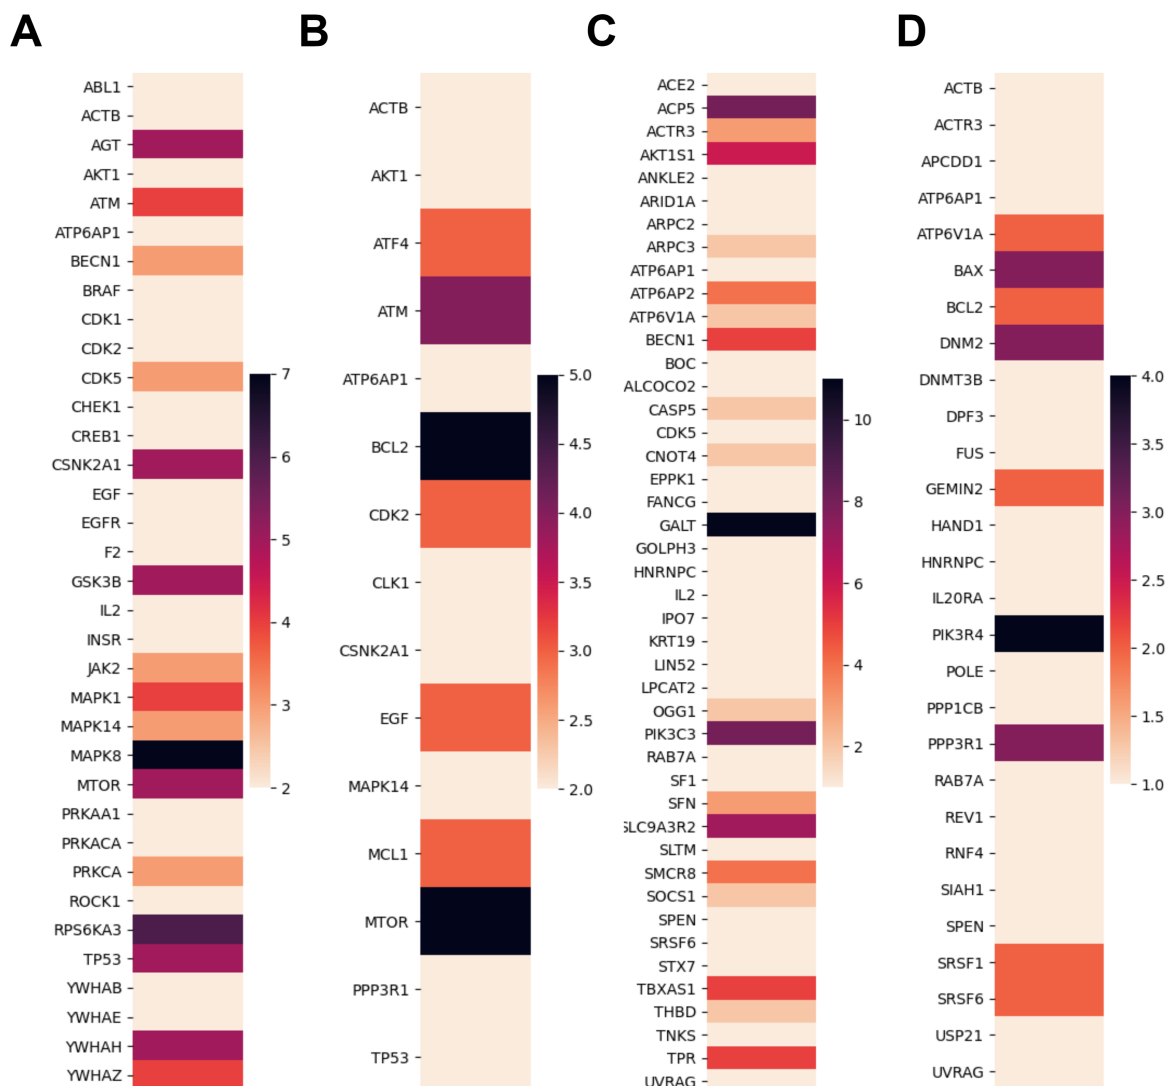 A
B
C
D
ABL1
ACTB
AGT
AKT1
ATM
ATP6AP1
BECN1
BRAF
CDK1
CDK2
CDK5
CHEK1
CREB1
CSNK2A1
EGF
EGFR
F2
GSK3B
IL2
INSR
JAK2
MAPK1
MAPK14
MAPK8
MTOR
PRKAA1
PRKACA
PRKCA
ROCK1
RPS6KA3
TP53
YWHAB
YWHAE
YWHAH
YWHAZ
7
6
5
4
3
2
ACTB
AKT1
ATF4
ATM
ATP6AP1
BCL2
CDK2
CLK1
CSNK2A1
EGF
MAPK14
MCL1
MTOR
PPP3R1
TP53
5.0
4.5
4.0
3.5
3.0
2.5
2.0
ACE2
ACP5
ACTR3
AKT1S1
ANKLE2
ARID1A
ARPC2
ARPC3
ATP6AP1
ATP6AP2
ATP6V1A
BECN1
BOC
ALCOCO2
CASP5
CDK5
CNOT4
EPPK1
FANCG
GALT
GOLPH3
HNRNPC
IL2
IPO7
KRT19
LIN52
LPCAT2
OGG1
PIK3C3
RAB7A
SF1
SFN
SLC9A3R2
SLTM
SMCR8
SOCS1
SPEN
SRSF6
STX7
TBXAS1
THBD
TNKS
TPR
UVRAG
10
8
6
4
2
ACTB
ACTR3
APCDD1
ATP6AP1
ATP6V1A
BAX
BCL2
DNM2
DNMT3B
DPF3
FUS
GEMIN2
HAND1
HNRNPC
IL20RA
PIK3R4
POLE
PPP1CB
PPP3R1
RAB7A
REV1
RNF4
SIAH1
SPEN
SRSF1
SRSF6
USP21
UVRAG
4.0
3.5
3.0
2.5
2.0
1.5
1.0